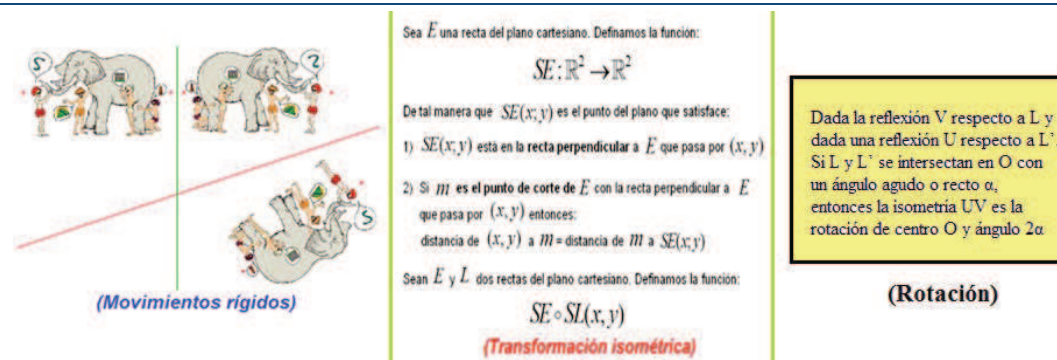 5
2
5
(Movimientos rígidos)
Sea E una recta del plano cartesiano. Definamos la función:
SE: ℝ² → ℝ²
De tal manera que SE(x; y) es el punto del plano que satisface:
1) SE(x; y) está en la recta perpendicular a E que pasa por (x, y)
2) Si m es el punto de corte de E con la recta perpendicular a E
que pasa por (x, y) entonces:
distancia de (x, y) a m = distancia de m a SE(x; y)
Sean E y L dos rectas del plano cartesiano. Definamos la función:
SE∘SL(x, y)
(Transformación isométrica)
Dada la reflexión V respecto a L y
dada una reflexión U respecto a L’.
Si L y L’ se intersectan en O con
un ángulo agudo o recto α,
entonces la isometría UV es la
rotación de centro O y ángulo 2α
(Rotación)